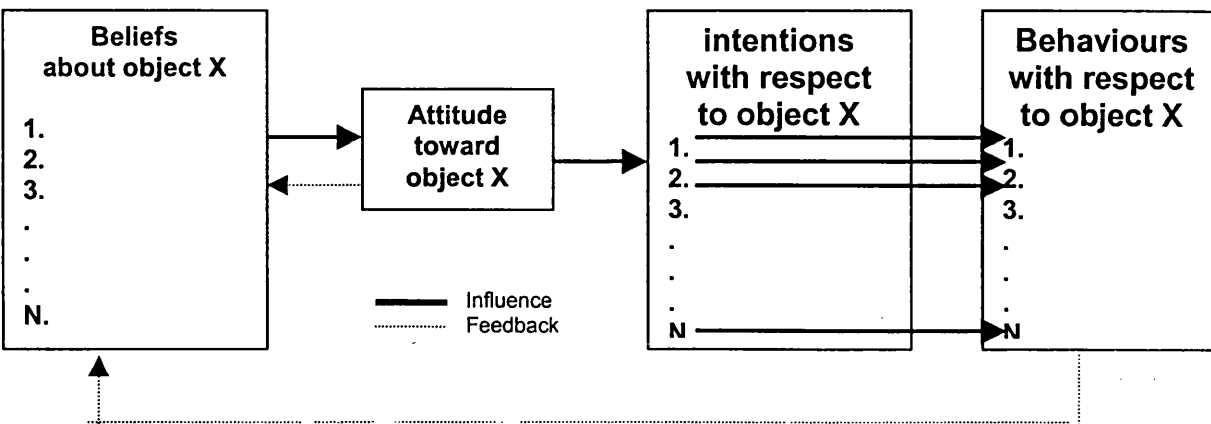 Beliefs
about object X
1.
2.
3.
.
.
.
N.
Attitude
toward
object X
intentions
with respect
to object X
1.
2.
3.
.
.
.
N
Behaviours
with respect
to object X
1.
2.
3.
.
.
.
N
Influence
Feedback